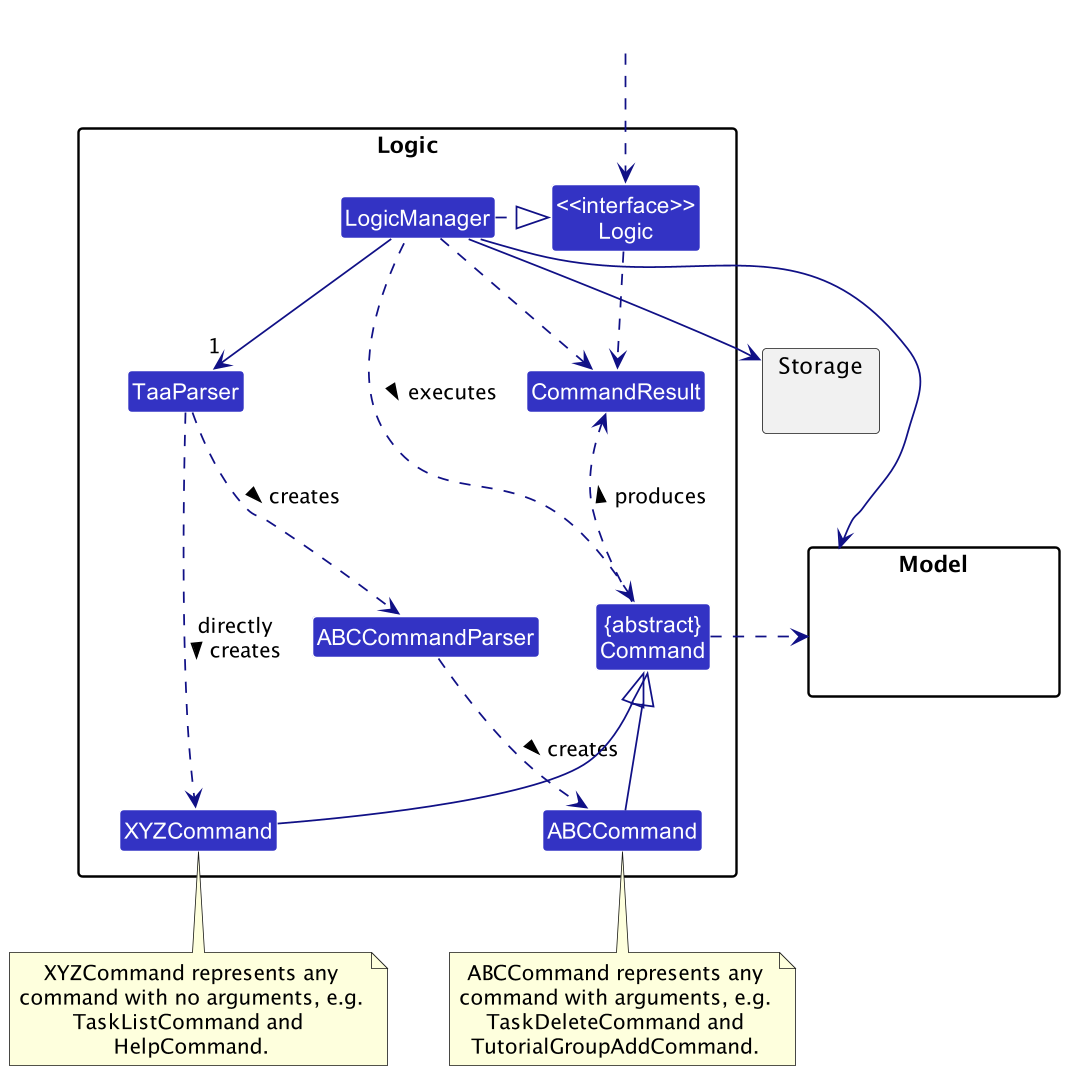 Logic
LogicManager
<<interface>>
Logic
1
Storage
TaaParser
executes
CommandResult
creates
produces
Model
directly
creates
ABCCommandParser
{abstract}
Command
creates
XYZCommand
ABCCommand
XYZCommand represents any
command with no arguments, e.g.
TaskListCommand and
HelpCommand.
ABCCommand represents any
command with arguments, e.g.
TaskDeleteCommand and
TutorialGroupAddCommand.